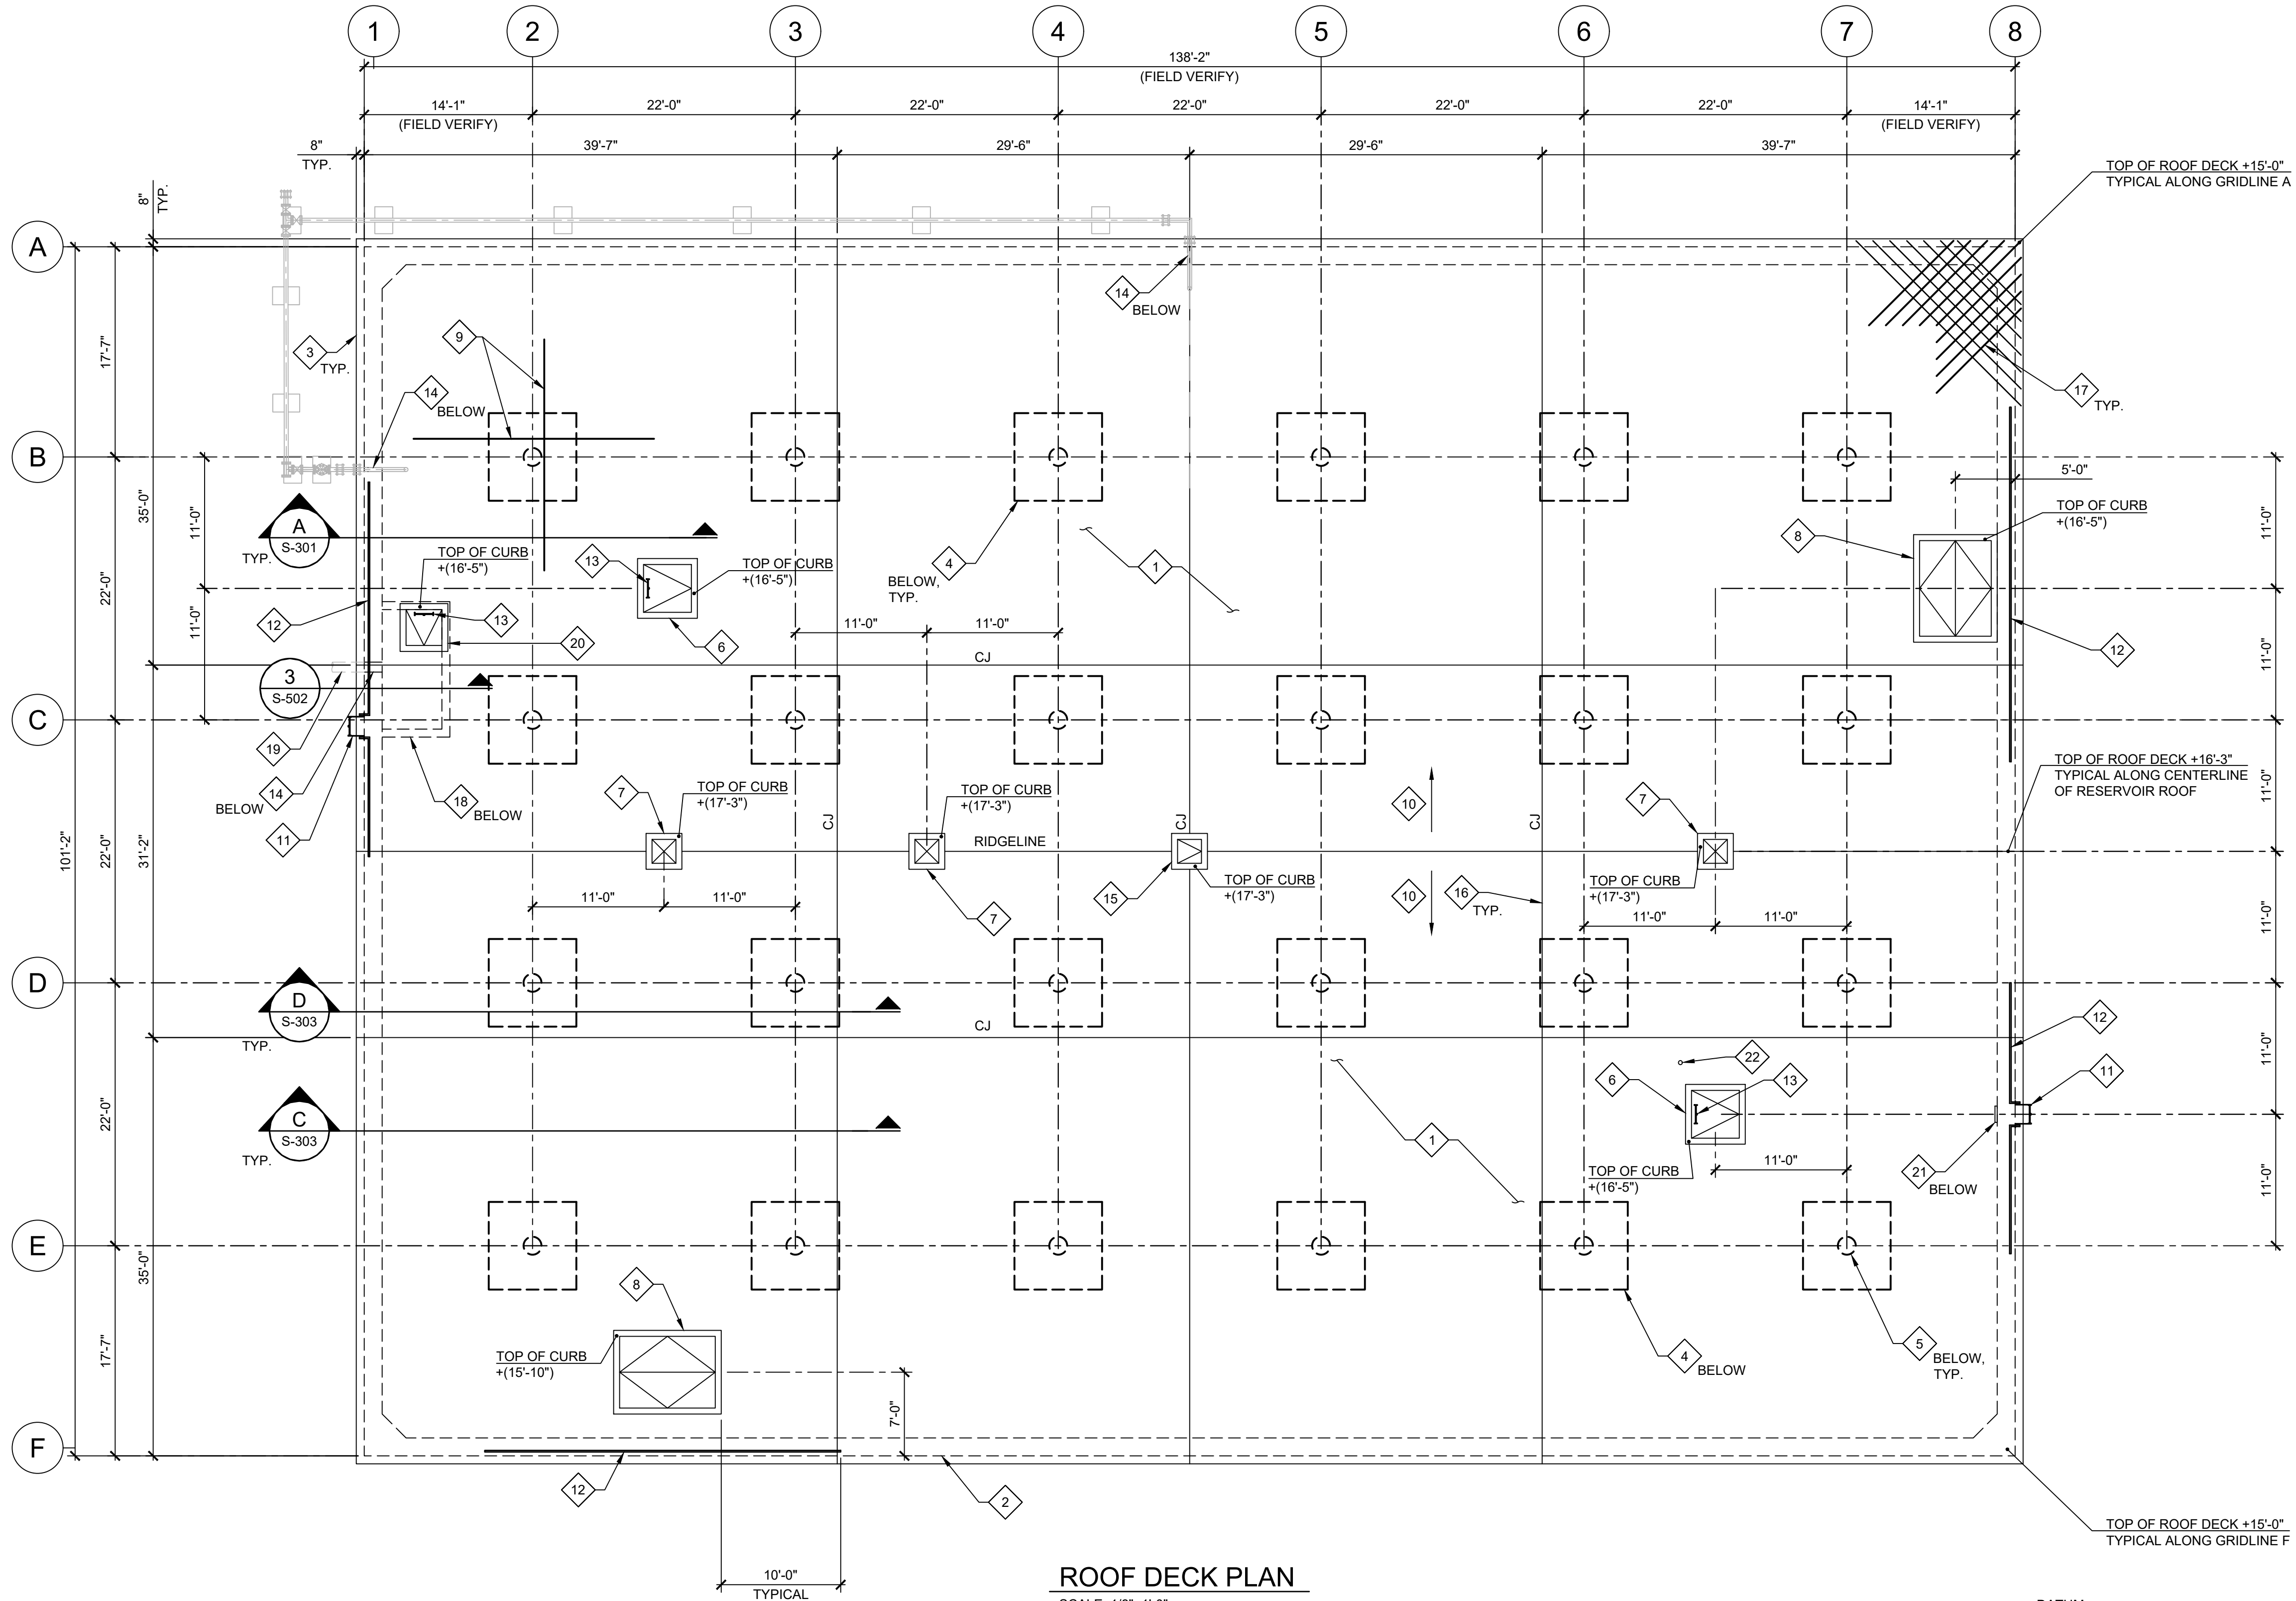 1
2
3
4
5
6
7
8
138'-2"
(FIELD VERIFY)
14'-1"
(FIELD VERIFY)
22'-0"
22'-0"
22'-0"
22'-0"
22'-0"
14'-1"
(FIELD VERIFY)
8"
TYP.
39'-7"
29'-6"
29'-6"
39'-7"
8"
TYP.
TOP OF ROOF DECK +15'-0"
TYPICAL ALONG GRIDLINE A
A
14
BELOW
17'-7"
3
TYP.
9
14
BELOW
17
TYP.
B
5'-0"
TOP OF CURB
+(16'-5")
8
35'-0"
11'-0"
11'-0"
A
S-301
TYP.
TOP OF CURB
+(16'-5")
13
TOP OF CURB
+(16'-5")
4
BELOW,
TYP.
1
22'-0"
11'-0"
12
13
20
6
11'-0"
11'-0"
CJ
12
11'-0"
3
S-502
C
19
14
BELOW
11
18
BELOW
7
TOP OF CURB
+(17'-3")
TOP OF CURB
+(17'-3")
10
7
TOP OF ROOF DECK +16'-3"
TYPICAL ALONG CENTERLINE
OF RESERVOIR ROOF
11'-0"
101'-2"
22'-0"
31'-2"
CJ
RIDGELINE
CJ
CJ
11'-0"
11'-0"
7
15
TOP OF CURB
+(17'-3")
10
16
TYP.
TOP OF CURB
+(17'-3")
11'-0"
11'-0"
11'-0"
D
D
S-303
TYP.
CJ
12
22
6
13
11
11'-0"
22'-0"
C
S-303
TYP.
1
11'-0"
TOP OF CURB
+(16'-5")
21
BELOW
11'-0"
E
35'-0"
8
TOP OF CURB
+(15'-10")
4
BELOW
5
BELOW,
TYP.
17'-7"
7'-0"
F
12
2
TOP OF ROOF DECK +15'-0"
TYPICAL ALONG GRIDLINE F
10'-0"
TYPICAL
ROOF DECK PLAN